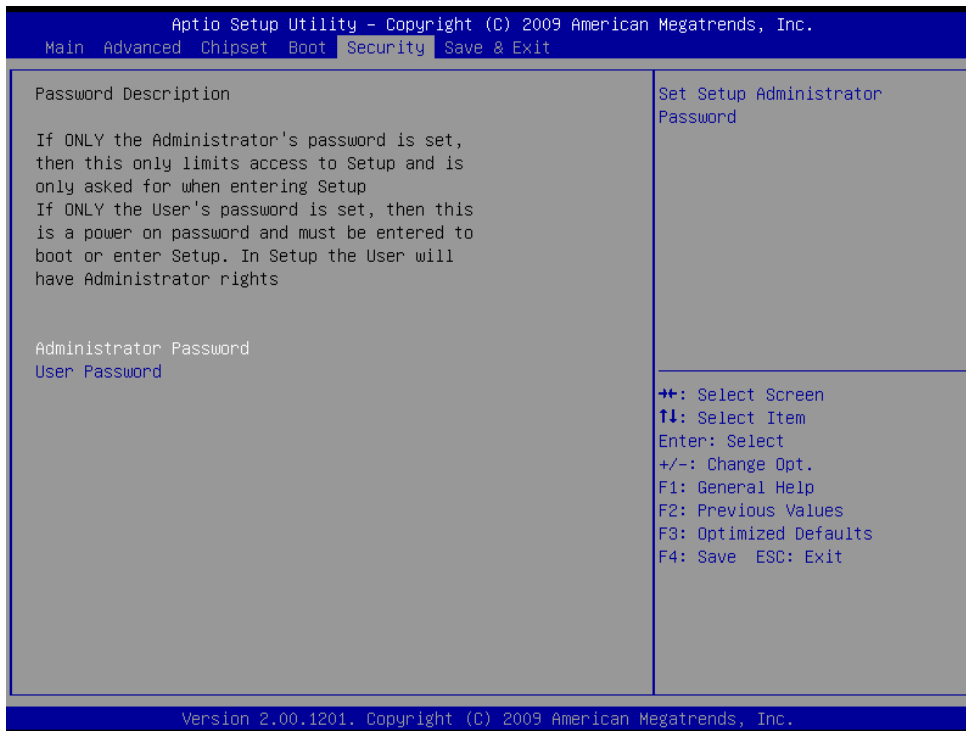 Aptio Setup Utility – Copyright (C) 2009 American Megatrends, Inc.
Main Advanced Chipset Boot Security Save & Exit
Password Description
If ONLY the Administrator's password is set,
then this only limits access to Setup and is
only asked for when entering Setup
If ONLY the User's password is set, then this
is a power on password and must be entered to
boot or enter Setup. In Setup the User will
have Administrator rights
Administrator Password
User Password
Set Setup Administrator
Password
→←: Select Screen
↑↓: Select Item
Enter: Select
+/-: Change Opt.
F1: General Help
F2: Previous Values
F3: Optimized Defaults
F4: Save ESC: Exit
Version 2.00.1201. Copyright (C) 2009 American Megatrends, Inc.